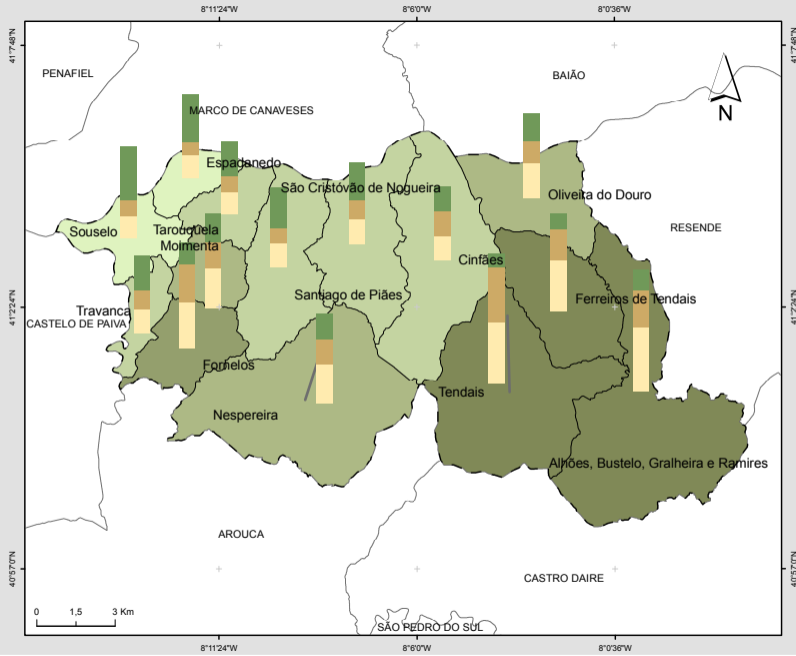 8°11'24"W
8°6'0"W
8°0'36"W
41°7'48"N
41°7'48"N
PENAFIEL
BAIÃO
N
MARCO DE CANAVESES
Espadanedo
São Cristóvão de Nogueira
Oliveira do Douro
Souselo
Tarouquela
Moimenta
RESENDE
Cinfães
Santiago de Piães
Ferreiros de Tendais
41°2'24"N
41°2'24"N
Travanca
CASTELO DE PAIVA
Fornelos
Tendais
Nespereira
Alhões, Bustelo, Gralheira e Ramires
AROUCA
40°57'0"N
40°57'0"N
CASTRO DAIRE
0 1,5 3 Km
SÃO PEDRO DO SUL
8°11'24"W
8°6'0"W
8°0'36"W